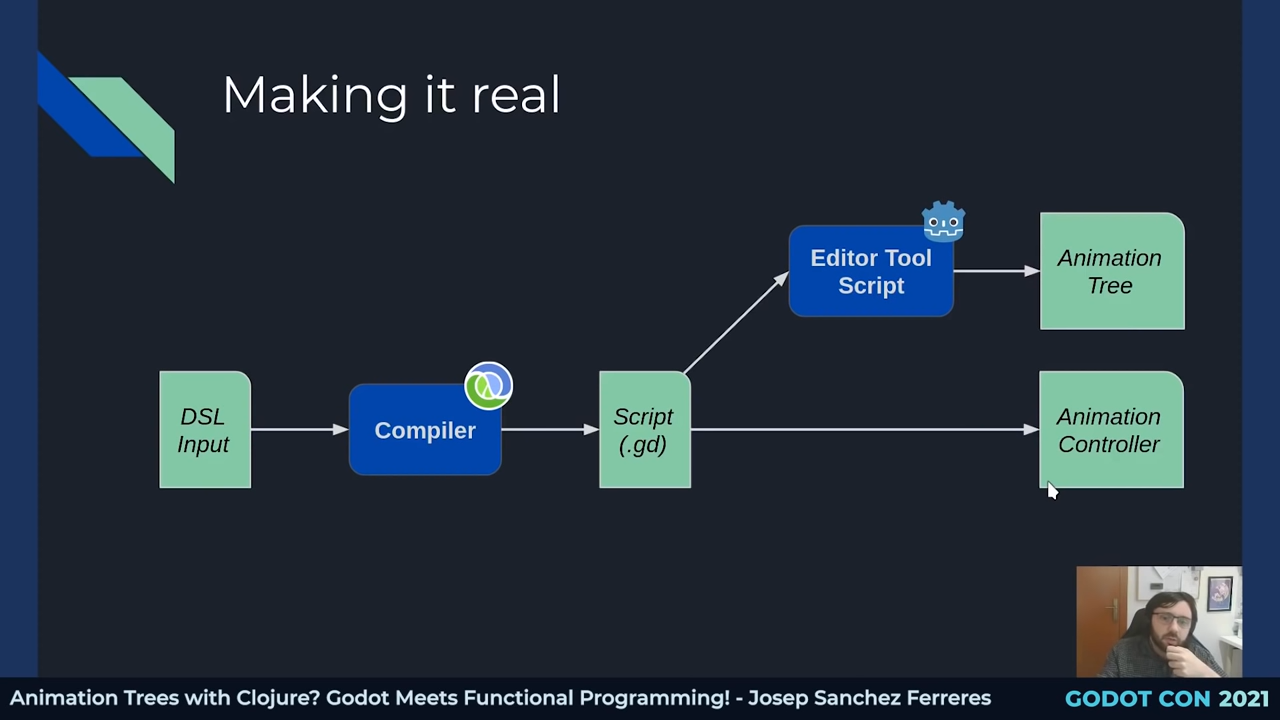 Making it real
Editor Tool
Script
Animation
Tree
DSL
Input
Compiler
Script
(.gd)
Animation
Controller
Animation Trees with Clojure? Godot Meets Functional Programming! - Josep Sanchez Ferreres
GODOT CON 2021